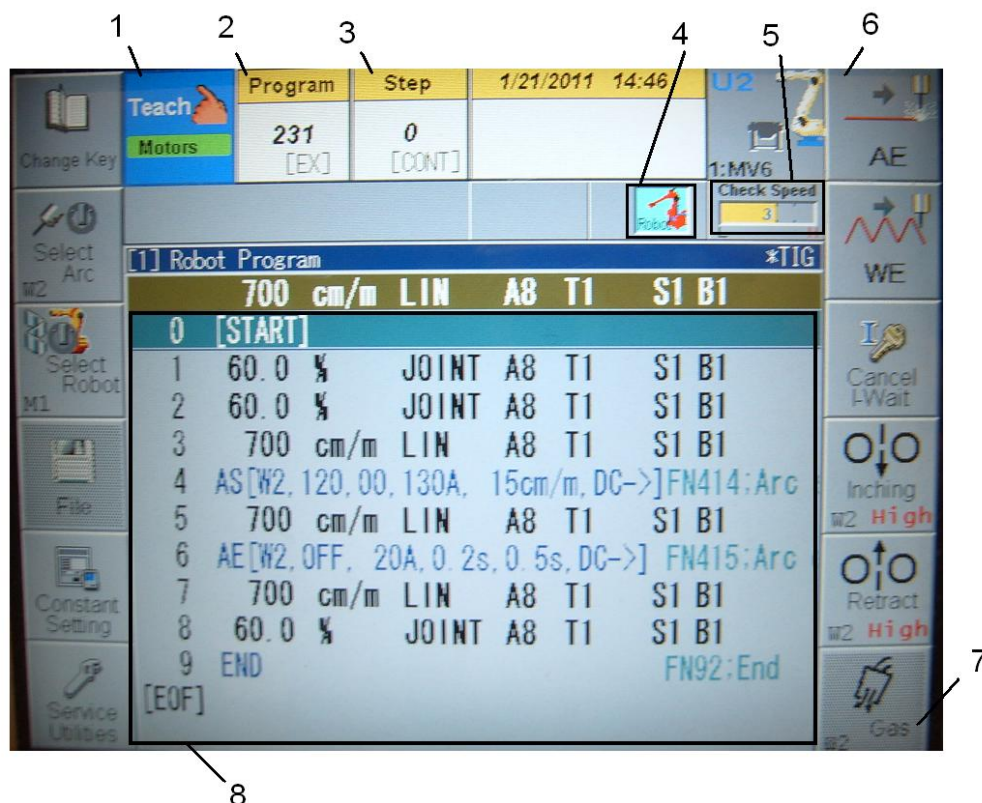 1 2 3 4 5 6
Teach
Motors
Program
231
[EX]
Step
0
[CONT]
1/21/2011 14:46
U2
1:MV6
Change Key
AE
Robot
Check Speed
3
Select
Arc
W2
WE
[1] Robot Program *TIG
700 cm/m LIN A8 T1 S1 B1
0 [START]
1 60.0 % JOINT A8 T1 S1 B1
2 60.0 % JOINT A8 T1 S1 B1
3 700 cm/m LIN A8 T1 S1 B1
4 AS[W2,120,00,130A, 15cm/m,DC->]FN414;Arc
5 700 cm/m LIN A8 T1 S1 B1
6 AE[W2,OFF, 20A,0.2s,0.5s,DC->] FN415;Arc
7 700 cm/m LIN A8 T1 S1 B1
8 60.0 % JOINT A8 T1 S1 B1
9 END FN92;End
[EOF]
Select
Robot
M1
File
Constant
Setting
Service
Utilities
Cancel
I-Wait
Inching
W2 High
Retract
W2 High
Gas
W2
7
8